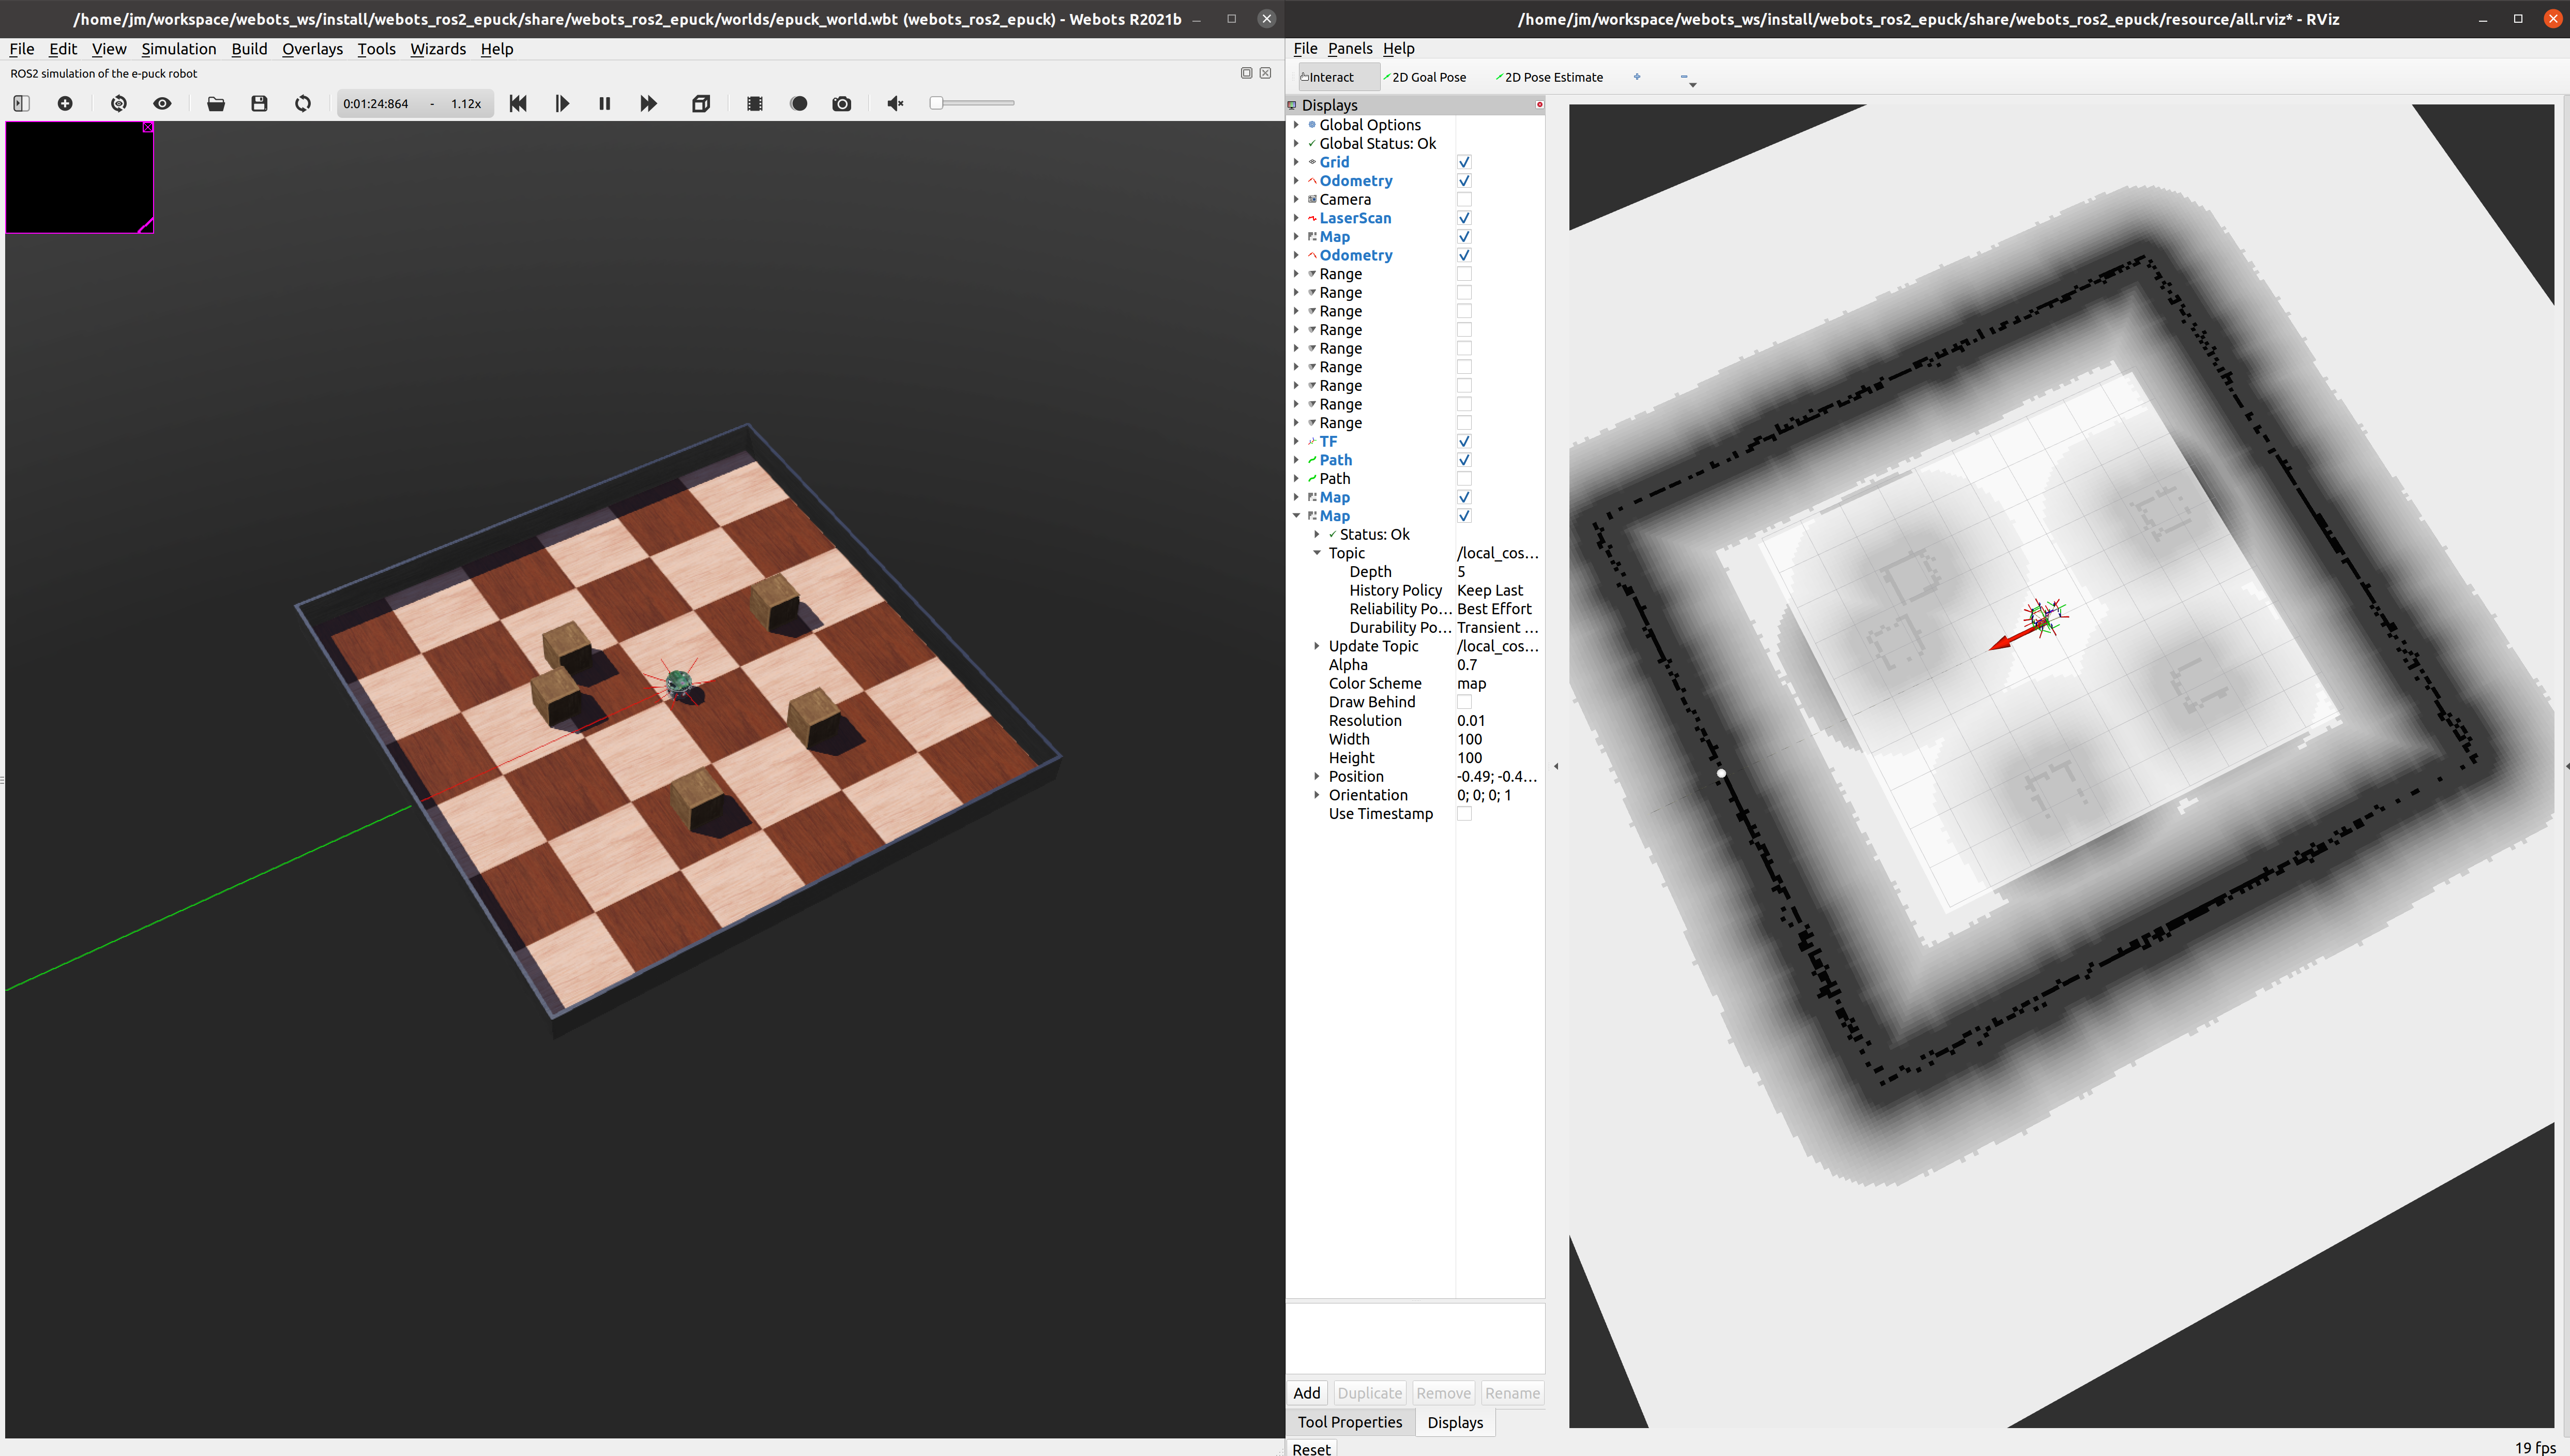 /home/jm/workspace/webots_ws/install/webots_ros2_epuck/share/webots_ros2_epuck/worlds/epuck_world.wbt (webots_ros2_epuck) - Webots R2021b
File Edit View Simulation Build Overlays Tools Wizards Help
ROS2 simulation of the e-puck robot
0:01:24:864 - 1.12x
/home/jm/workspace/webots_ws/install/webots_ros2_epuck/share/webots_ros2_epuck/resource/all.rviz* - RViz
File Panels Help
Interact 2D Goal Pose 2D Pose Estimate
Displays
Global Options
Global Status: Ok
Grid
Odometry
Camera
LaserScan
Map
Odometry
Range
Range
Range
Range
Range
Range
Range
Range
Range
TF
Path
Path
Map
Map
Status: Ok
Topic /local_cos...
Depth 5
History Policy Keep Last
Reliability Po... Best Effort
Durability Po... Transient ...
Update Topic /local_cos...
Alpha 0.7
Color Scheme map
Draw Behind
Resolution 0.01
Width 100
Height 100
Position -0.49; -0.4...
Orientation 0; 0; 0; 1
Use Timestamp
Add Duplicate Remove Rename
Tool Properties Displays
Reset
19 fps